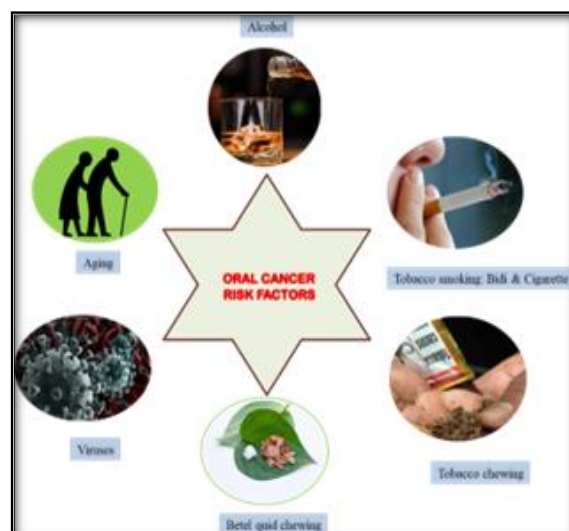 Alcohol
Aging
ORAL CANCER
RISK FACTORS
Tobacco smoking: Bidi & Cigarette
Viruses
Tobacco chewing
Betel quid chewing